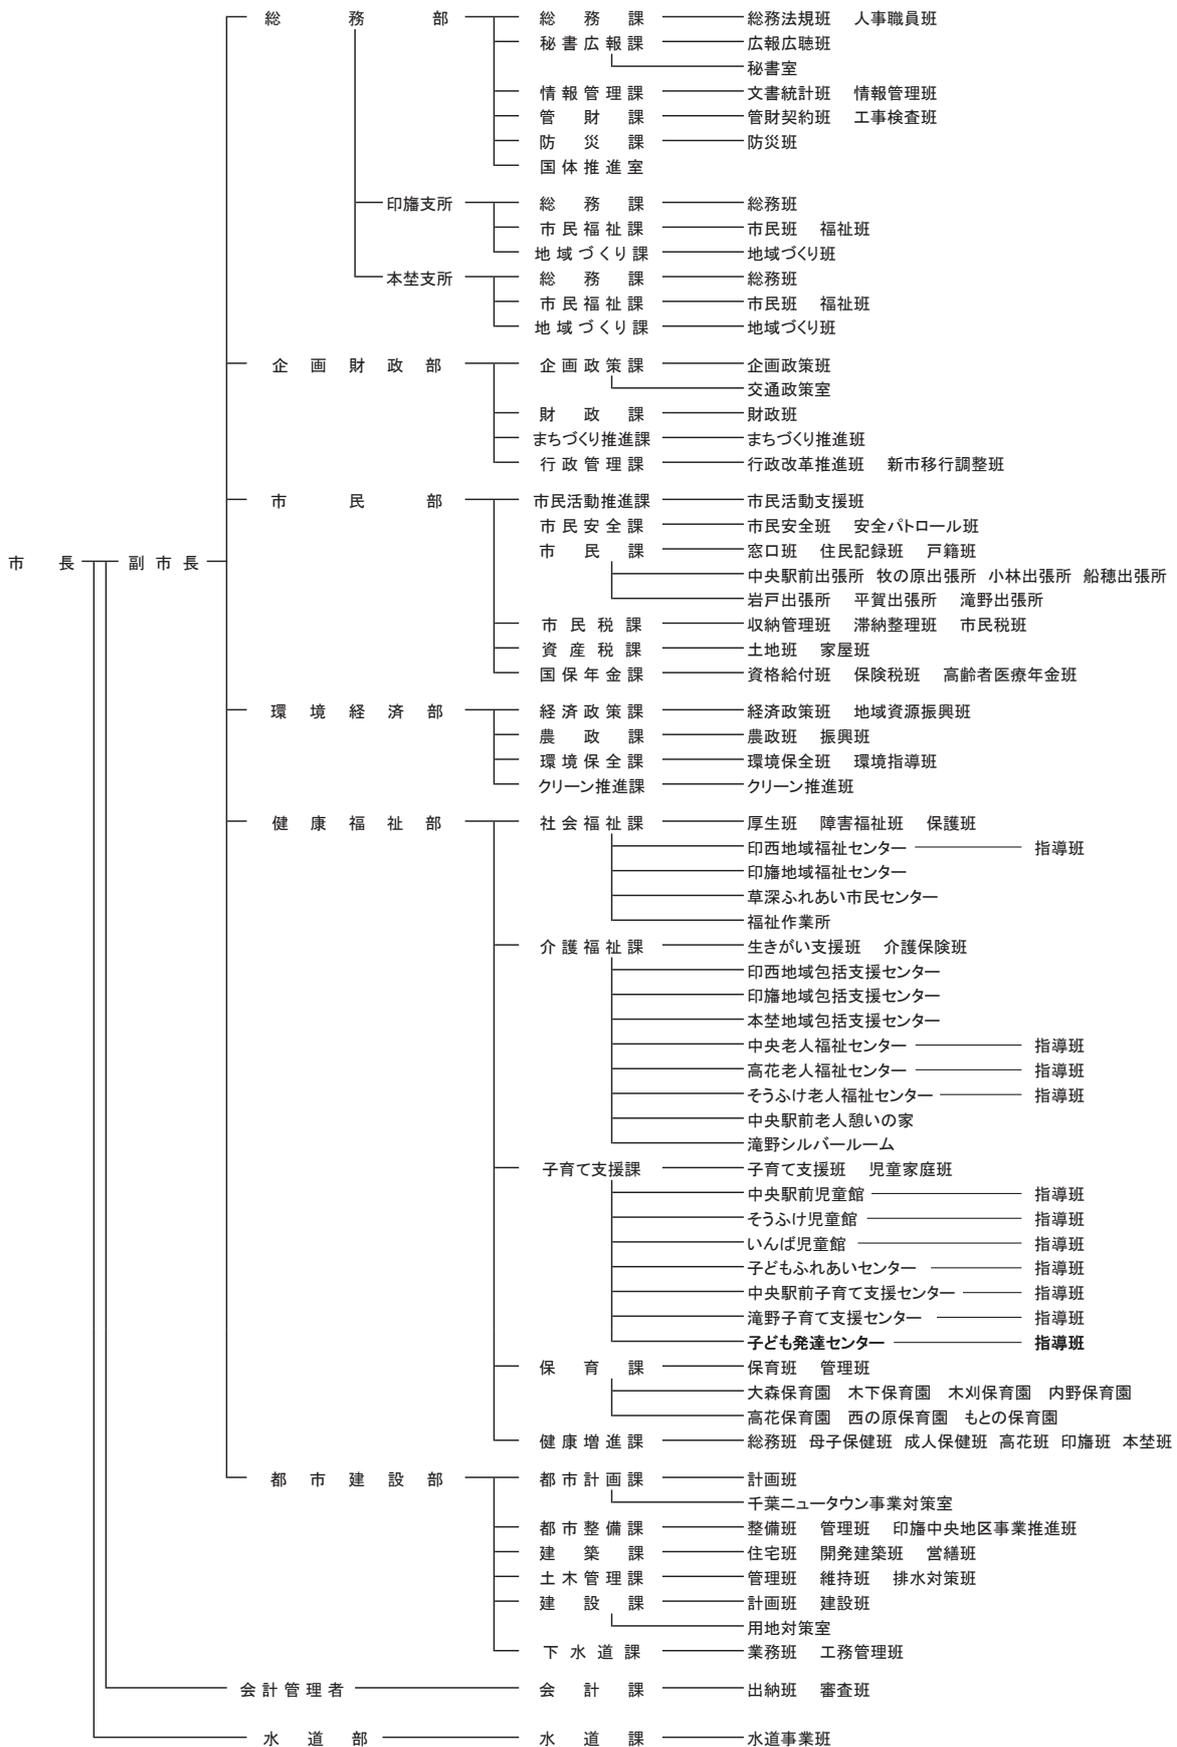 総務部 総務課 総務法規班 人事職員班
秘書広報課 広報広聴班
秘書室
情報管理課 文書統計班 情報管理班
管財課 管財契約班 工事検査班
防災課 防災班
国体推進室
印旛支所 総務課 総務班
市民福祉課 市民班 福祉班
地域づくり課 地域づくり班
本埜支所 総務課 総務班
市民福祉課 市民班 福祉班
地域づくり課 地域づくり班
企画財政部 企画政策課 企画政策班
交通政策室
財政課 財政班
まちづくり推進課 まちづくり推進班
行政管理課 行政改革推進班 新市移行調整班
市民部 市民活動推進課 市民活動支援班
市民安全課 市民安全班 安全パトロール班
市民課 窓口班 住民記録班 戸籍班
市長 副市長
中央駅前出張所 牧の原出張所 小林出張所 船穂出張所
岩戸出張所 平賀出張所 滝野出張所
市民税課 収納管理班 滞納整理班 市民税班
資産税課 土地班 家屋班
国保年金課 資格給付班 保険税班 高齢者医療年金班
環境経済部 経済政策課 経済政策班 地域資源振興班
農政課 農政班 振興班
環境保全課 環境保全班 環境指導班
クリーン推進課 クリーン推進班
健康福祉部 社会福祉課 厚生班 障害福祉班 保護班
印西地域福祉センター 指導班
印旛地域福祉センター
草深ふれあい市民センター
福祉作業所
介護福祉課 生きがい支援班 介護保険班
印西地域包括支援センター
印旛地域包括支援センター
本埜地域包括支援センター
中央老人福祉センター 指導班
高花老人福祉センター 指導班
そうふけ老人福祉センター 指導班
中央駅前老人憩いの家
滝野シルバールーム
子育て支援課 子育て支援班 児童家庭班
中央駅前児童館 指導班
そうふけ児童館 指導班
いんば児童館 指導班
子どもふれあいセンター 指導班
中央駅前子育て支援センター 指導班
滝野子育て支援センター 指導班
子ども発達センター 指導班
保育課 保育班 管理班
大森保育園 木下保育園 木刈保育園 内野保育園
高花保育園 西の原保育園 もとの保育園
健康増進課 総務班 母子保健班 成人保健班 高花班 印旛班 本埜班
都市建設部 都市計画課 計画班
千葉ニュータウン事業対策室
都市整備課 整備班 管理班 印旛中央地区事業推進班
建築課 住宅班 開発建築班 営繕班
土木管理課 管理班 維持班 排水対策班
建設課 計画班 建設班
用地対策室
下水道課 業務班 工務管理班
会計管理者 会計課 出納班 審査班
水道部 水道課 水道事業班